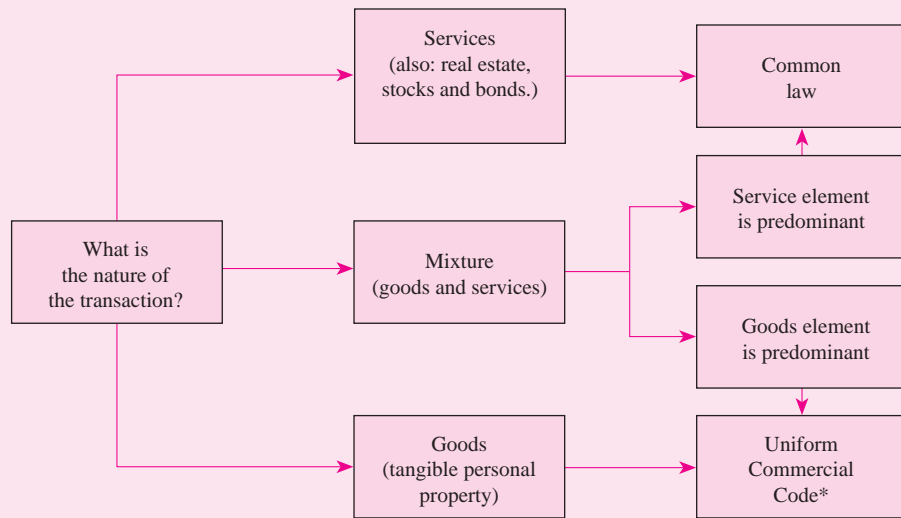 Services
(also: real estate,
stocks and bonds.)
Common
law
Service element
is predominant
What is
the nature of
the transaction?
Mixture
(goods and services)
Goods element
is predominant
Goods
(tangible personal
property)
Uniform
Commercial
Code*